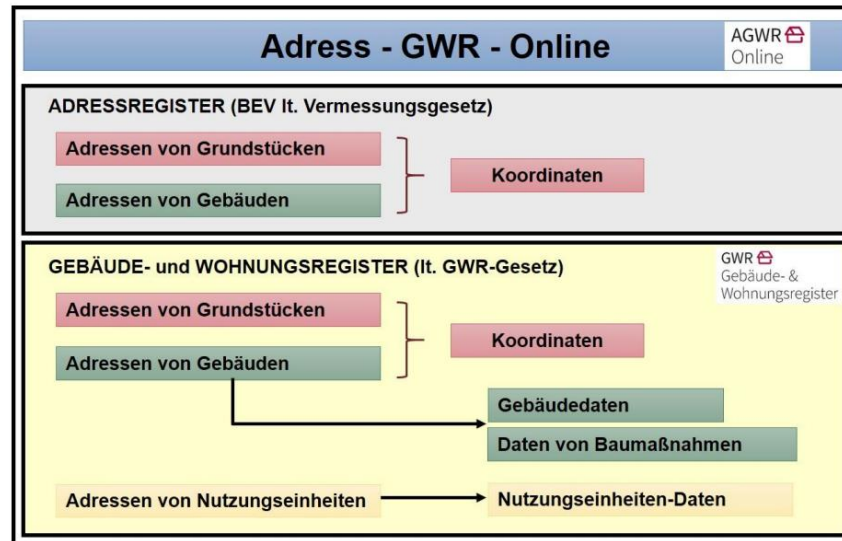 Adress - GWR - Online
AGWR
Online
ADRESSREGISTER (BEV lt. Vermessungsgesetz)
Adressen von Grundstücken
Koordinaten
Adressen von Gebäuden
GEBÄUDE- und WOHNUNGSREGISTER (lt. GWR-Gesetz)
GWR
Gebäude- &
Wohnungsregister
Adressen von Grundstücken
Koordinaten
Adressen von Gebäuden
Gebäudedaten
Daten von Baumaßnahmen
Adressen von Nutzungseinheiten
Nutzungseinheiten-Daten